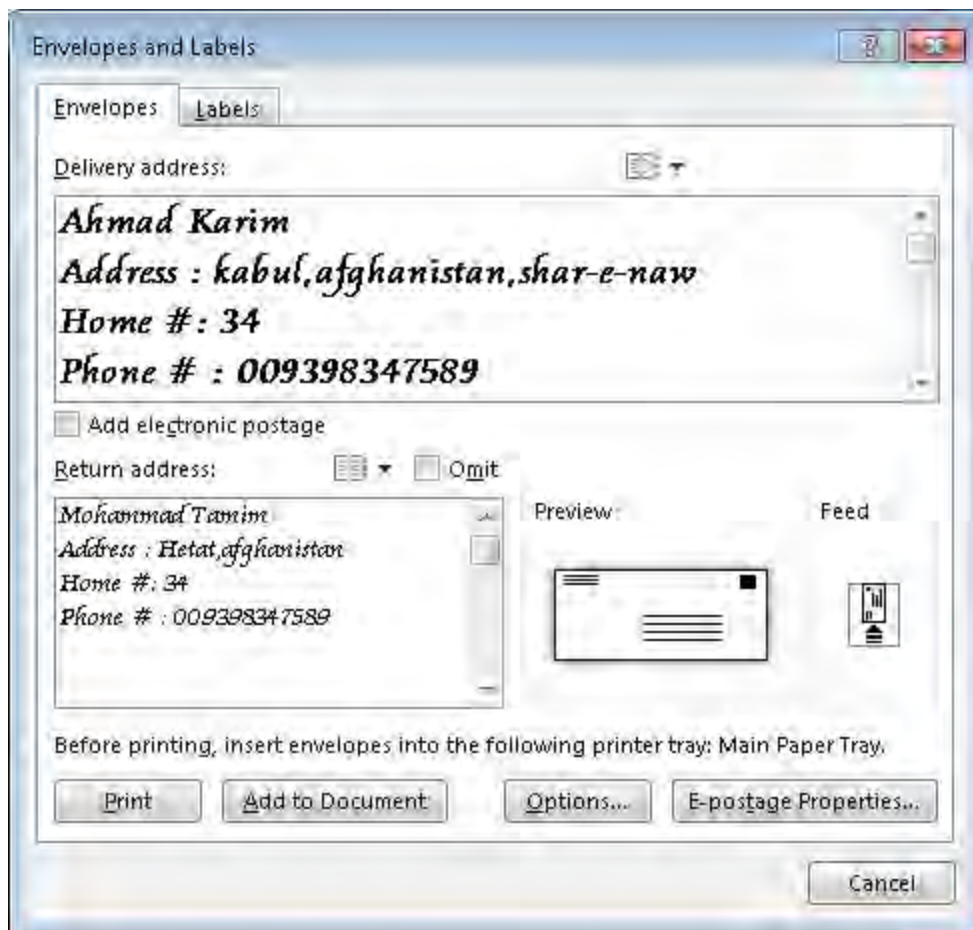 Envelopes and Labels
Envelopes Labels
Delivery address:
Ahmad Karim
Address : kabul,afghanistan,shar-e-naw
Home #: 34
Phone # : 009398347589
Add electronic postage
Return address:
Omit
Mohammad Tamim
Address : Hetat,afghanistan
Home #: 34
Phone # : 009398347589
Preview
Feed
Before printing, insert envelopes into the following printer tray: Main Paper Tray.
Print Add to Document Options... E-postage Properties...
Cancel